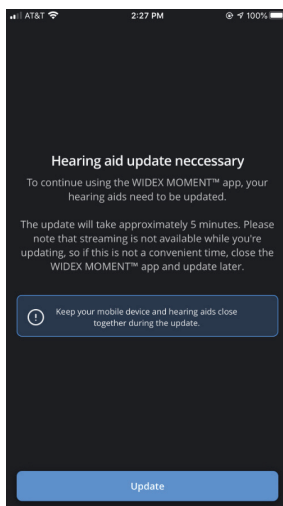 AT&T 2:27 PM 100%
Hearing aid update neccessary
To continue using the WIDEX MOMENT™ app, your
hearing aids need to be updated.
The update will take approximately 5 minutes. Please
note that streaming is not available while you're
updating, so if this is not a convenient time, close the
WIDEX MOMENT™ app and update later.
Keep your mobile device and hearing aids close
together during the update.
Update